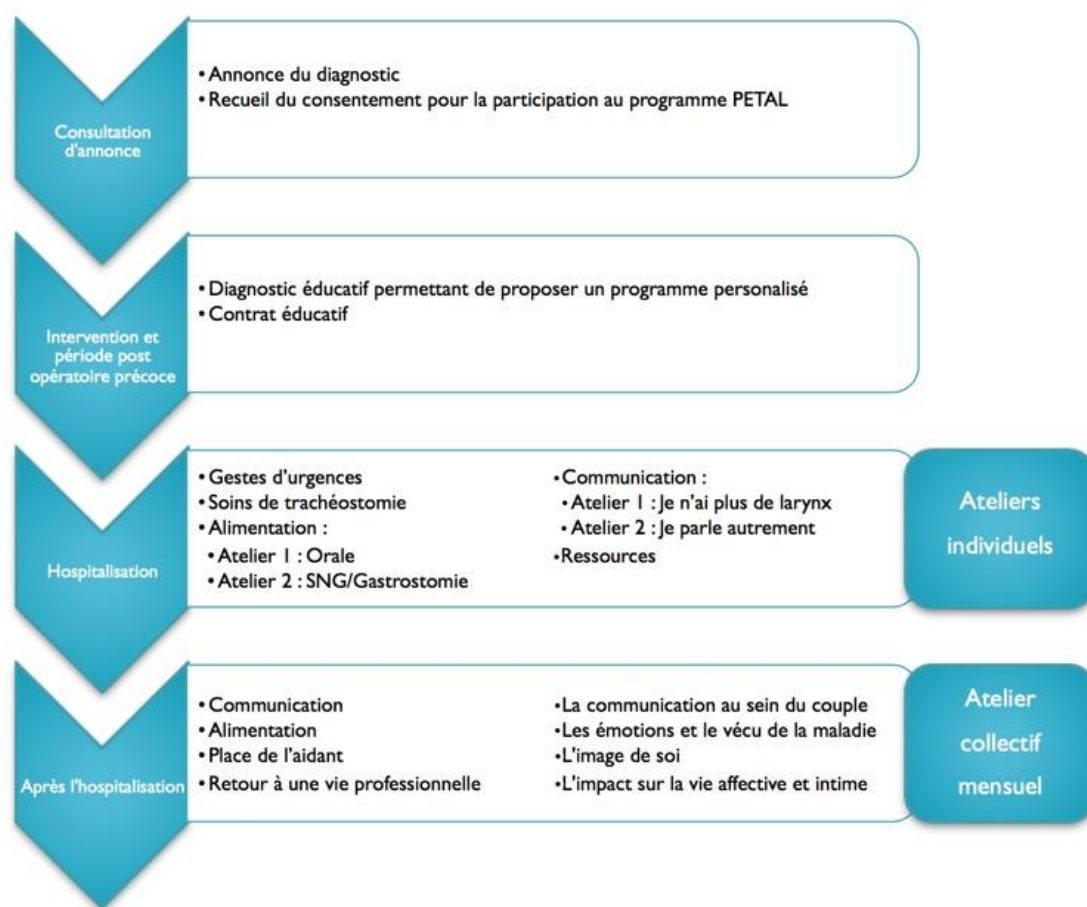 Consultation
d'annonce
• Annonce du diagnostic
• Recueil du consentement pour la participation au programme PETAL
Intervention et
période post
opératoire précoce
• Diagnostic éducatif permettant de proposer un programme personalisé
• Contrat éducatif
Hospitalisation
• Gestes d'urgences
• Soins de trachéostomie
• Alimentation :
• Atelier 1 : Orale
• Atelier 2 : SNG/Gastrostomie
• Communication :
• Atelier 1 : Je n'ai plus de larynx
• Atelier 2 : Je parle autrement
• Ressources
Ateliers
individuels
Après l'hospitalisation
• Communication
• Alimentation
• Place de l'aidant
• Retour à une vie professionnelle
• La communication au sein du couple
• Les émotions et le vécu de la maladie
• L'image de soi
• L'impact sur la vie affective et intime
Atelier
collectif
mensuel